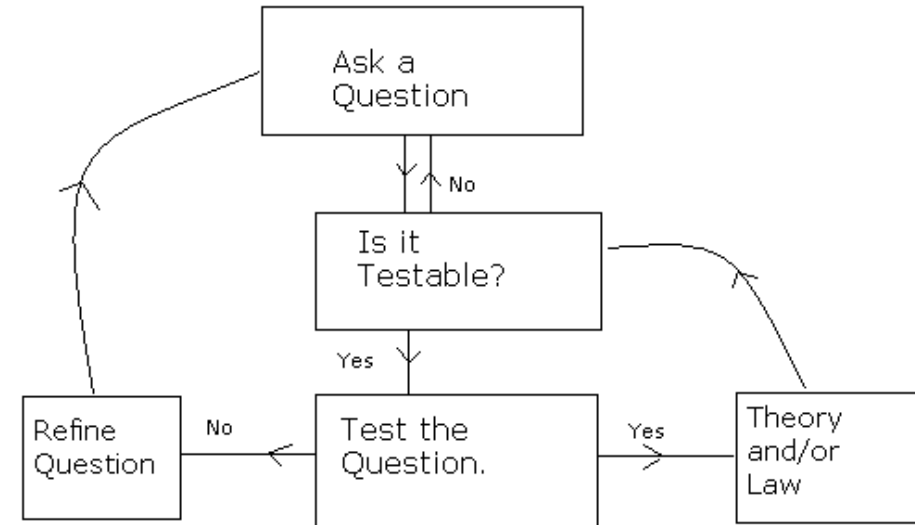 Ask a
Question
No
Is it
Testable?
Yes
Test the
Question.
No
Refine
Question
Yes
Theory
and/or
Law